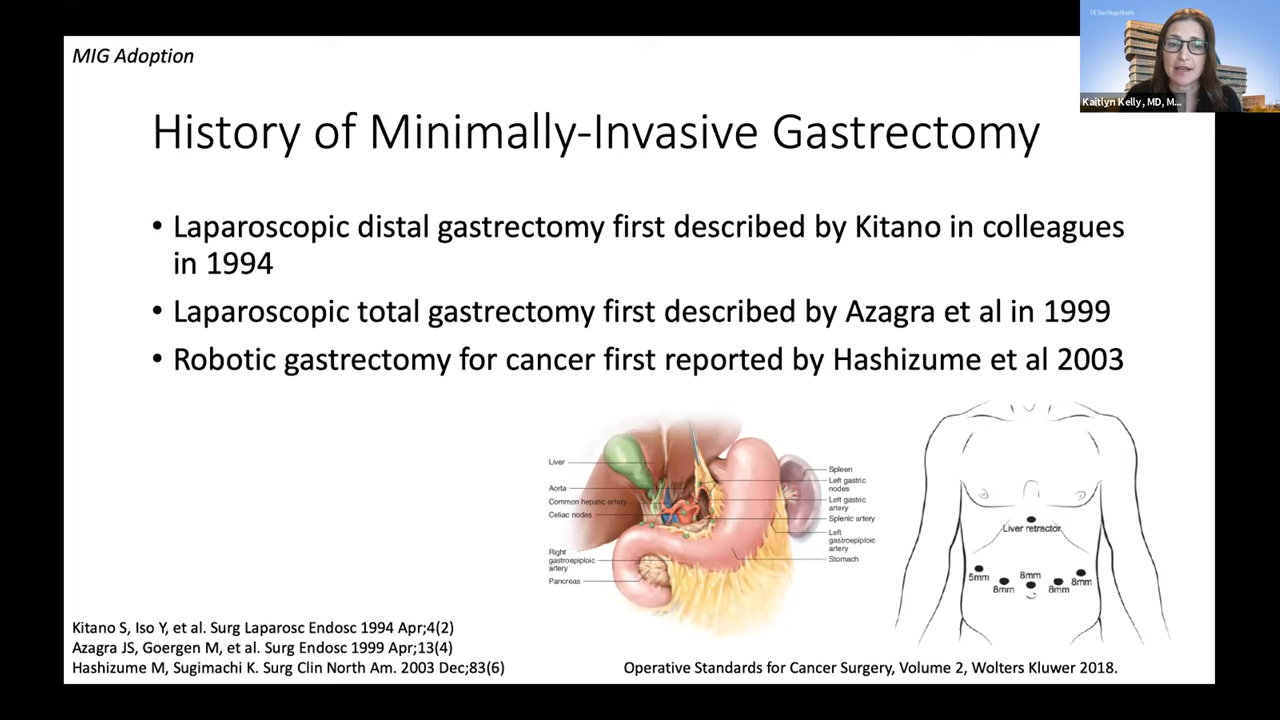 UC San Diego Health
MIG Adoption
Kaitlyn Kelly, MD, M...
History of Minimally-Invasive Gastrectomy
• Laparoscopic distal gastrectomy first described by Kitano in colleagues
in 1994
• Laparoscopic total gastrectomy first described by Azagra et al in 1999
• Robotic gastrectomy for cancer first reported by Hashizume et al 2003
Liver
Aorta
Common hepatic artery
Celiac nodes
Right
gastroepiploic
artery
Pancreas
Spleen
Left gastric
nodes
Left gastric
artery
Splenic artery
Left
gastroepiploic
artery
Stomach
Liver retractor
5mm
8mm
8mm
8mm
8mm
Kitano S, Iso Y, et al. Surg Laparosc Endosc 1994 Apr;4(2)
Azagra JS, Goergen M, et al. Surg Endosc 1999 Apr;13(4)
Hashizume M, Sugimachi K. Surg Clin North Am. 2003 Dec;83(6)
Operative Standards for Cancer Surgery, Volume 2, Wolters Kluwer 2018.